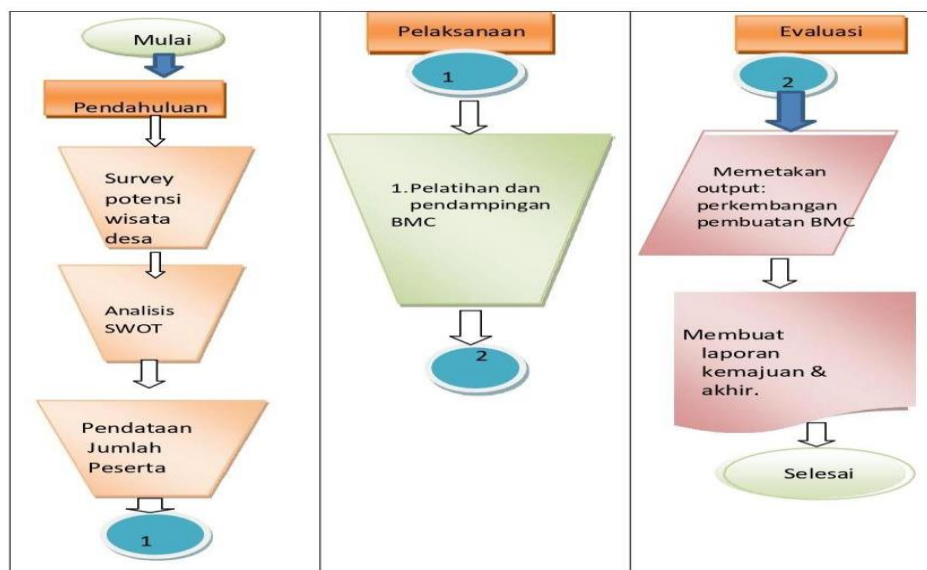 Mulai
Pendahuluan
Survey
potensi
wisata
desa
Analisis
SWOT
Pendataan
Jumlah
Peserta
1
Pelaksanaan
1
1. Pelatihan dan
pendampingan
BMC
2
Evaluasi
2
Memetakan
output:
perkembangan
pembuatan BMC
Membuat
laporan
kemajuan &
akhir.
Selesai